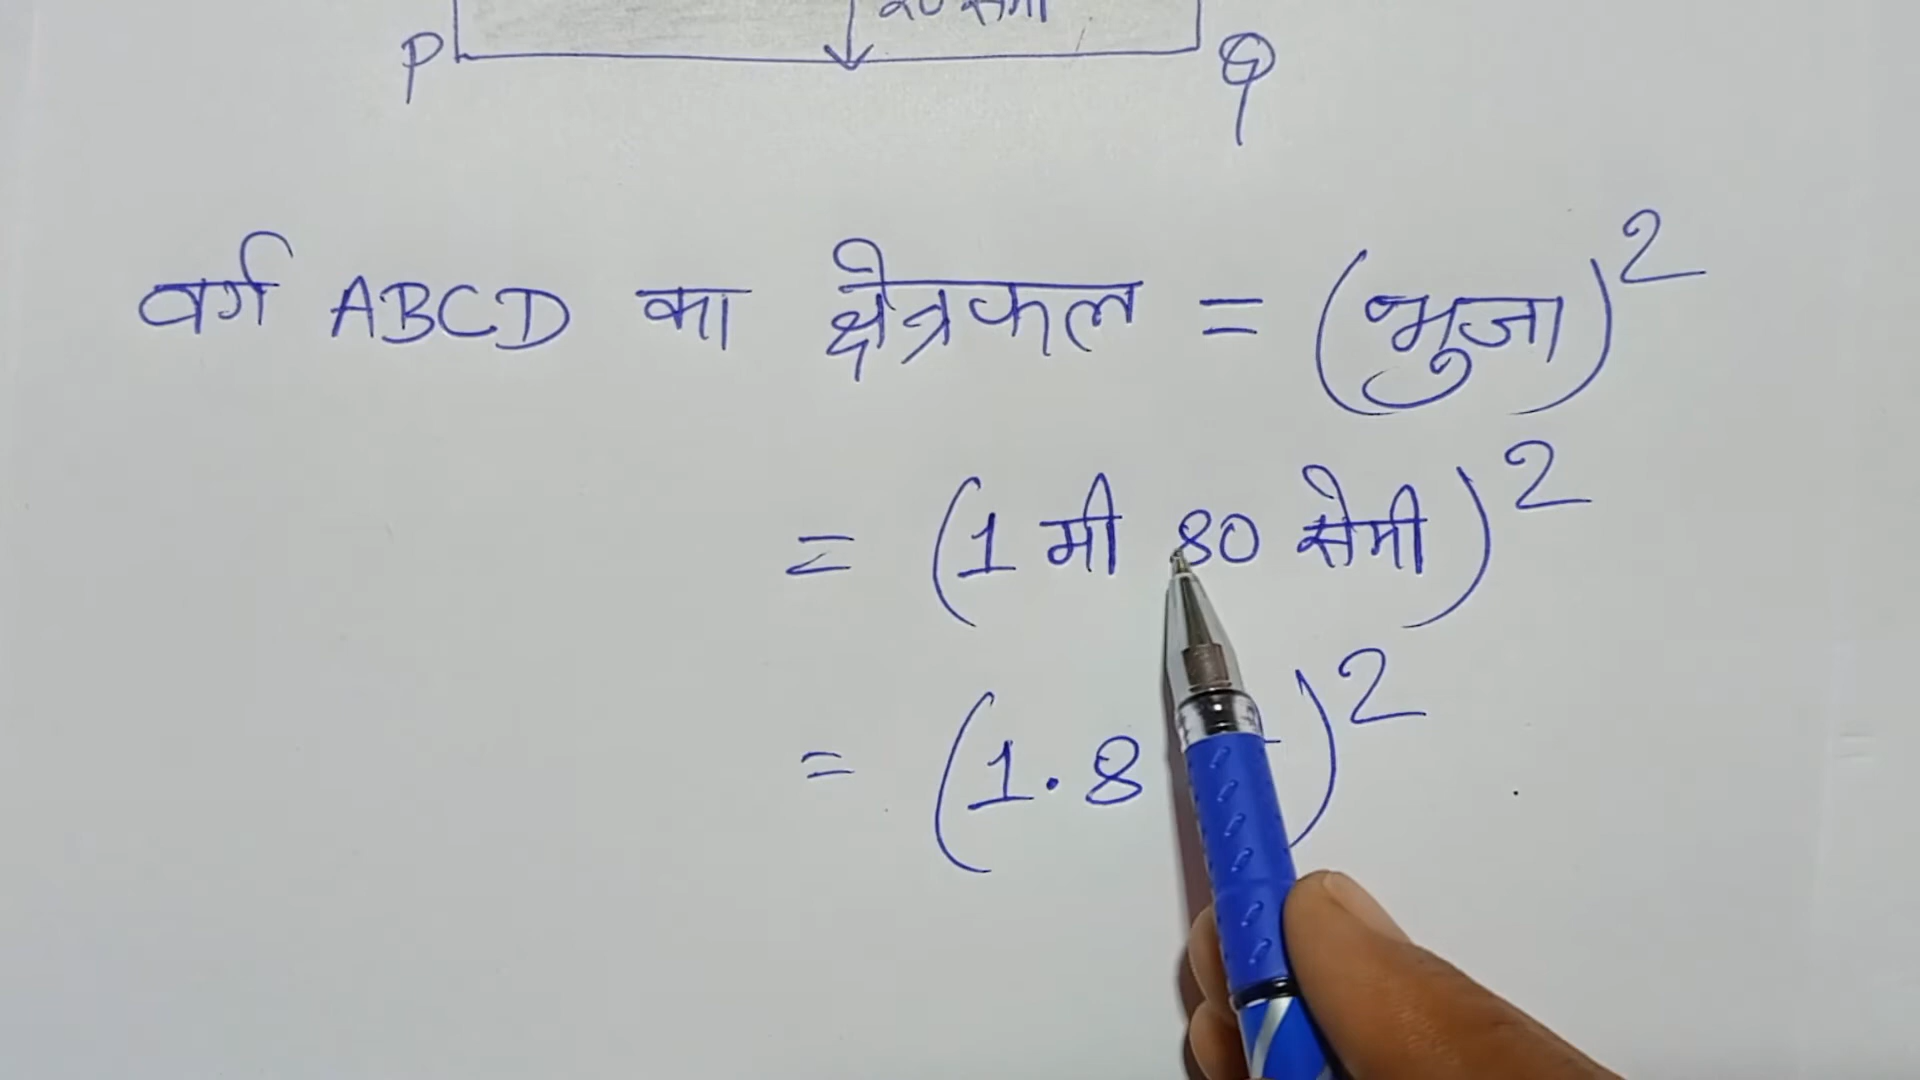 सेमी
P Q
वर्ग ABCD का क्षेत्रफल = (भुजा)²
= (1 मी 80 सेमी)²
= (1.8 )²